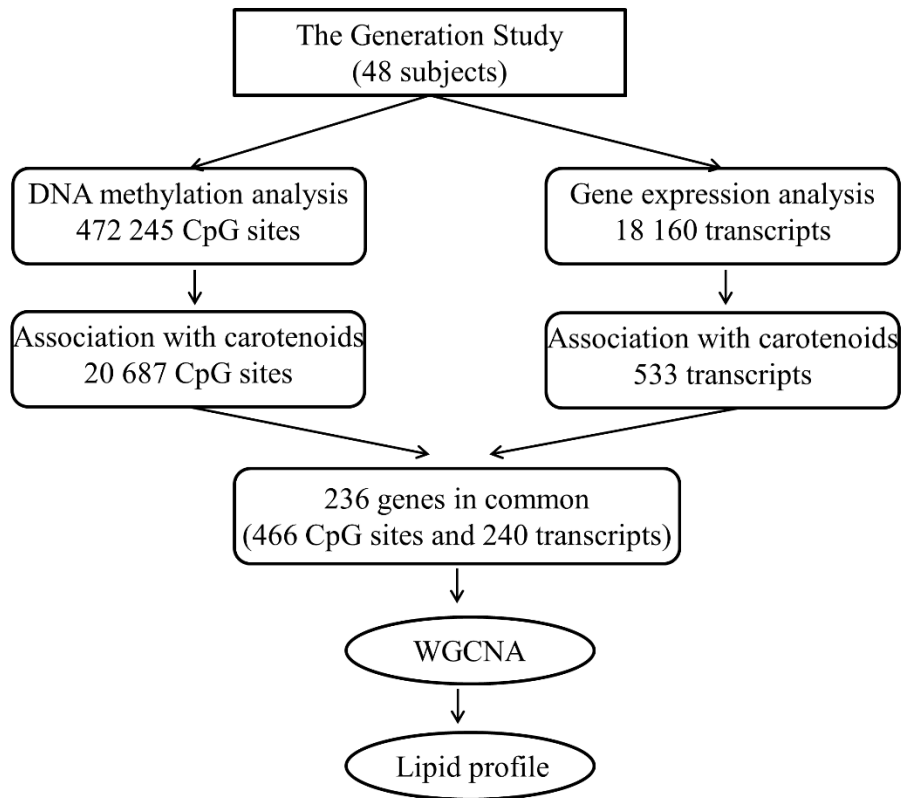 The Generation Study
(48 subjects)
DNA methylation analysis
472 245 CpG sites
Gene expression analysis
18 160 transcripts
Association with carotenoids
20 687 CpG sites
Association with carotenoids
533 transcripts
236 genes in common
(466 CpG sites and 240 transcripts)
WGCNA
Lipid profile